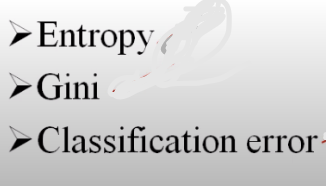 ➢Entropy
➢Gini
➢Classification error